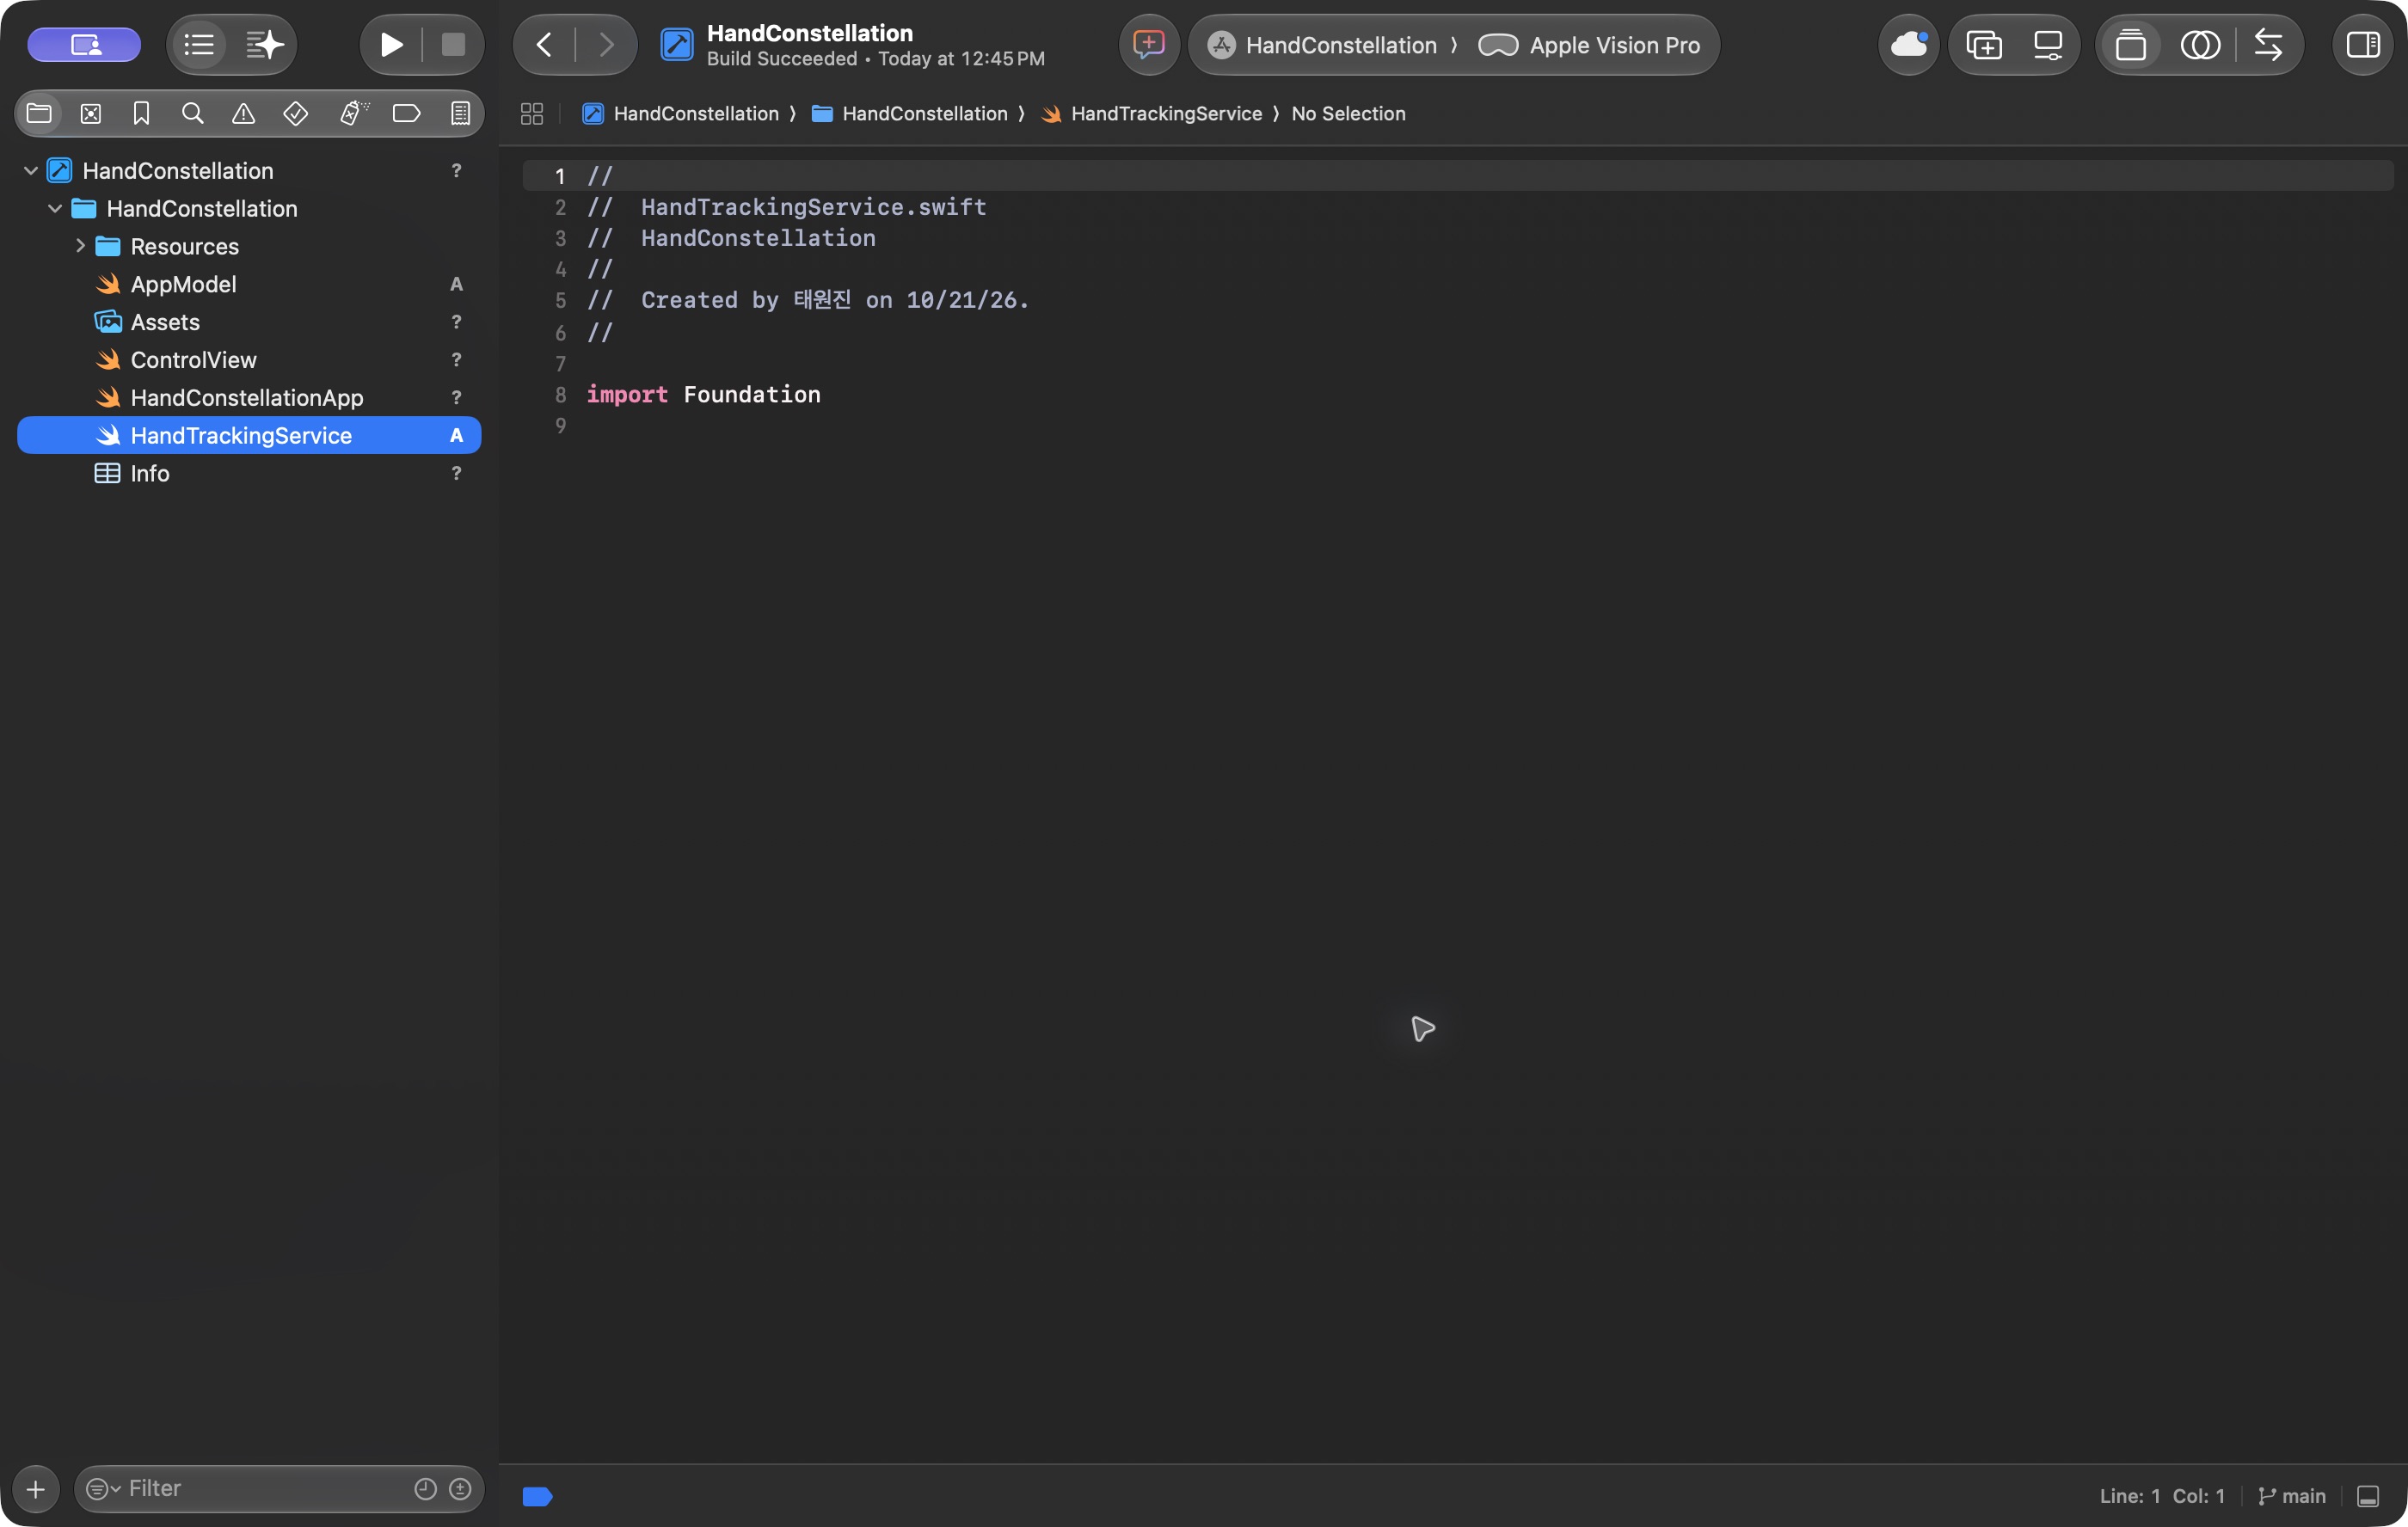 HandConstellation
Build Succeeded • Today at 12:45 PM
HandConstellation
Apple Vision Pro
HandConstellation
HandConstellation
HandTrackingService
No Selection
HandConstellation ?
HandConstellation
Resources
AppModel A
Assets ?
ControlView ?
HandConstellationApp ?
HandTrackingService A
Info ?
Filter
1 //
2 //  HandTrackingService.swift
3 //  HandConstellation
4 //
5 //  Created by 태원진 on 10/21/26.
6 //
7
8 import Foundation
9
Line: 1 Col: 1
main